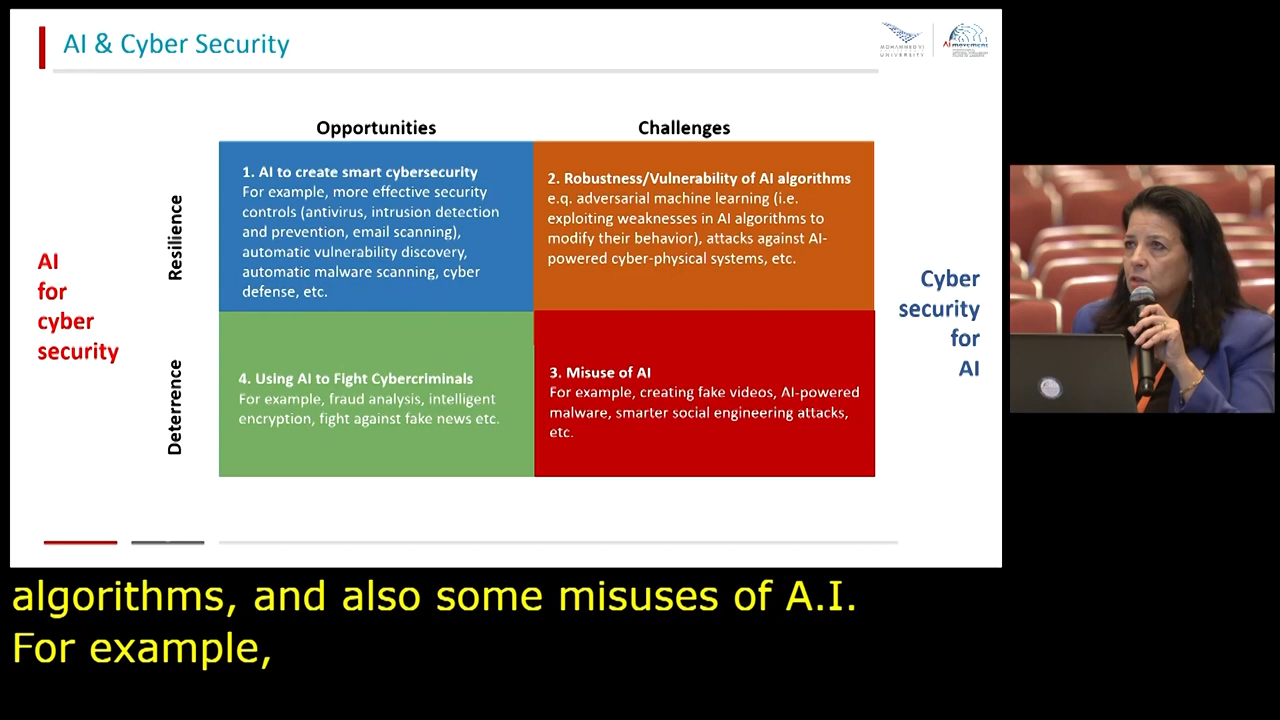 AI & Cyber Security
MOHAMMED VI
UNIVERSITY
AI movement
Opportunities
Challenges
Resilience
Deterrence
AI
for
cyber
security
1. AI to create smart cybersecurity
For example, more effective security
controls (antivirus, intrusion detection
and prevention, email scanning),
automatic vulnerability discovery,
automatic malware scanning, cyber
defense, etc.
2. Robustness/Vulnerability of AI algorithms
e.q. adversarial machine learning (i.e.
exploiting weaknesses in AI algorithms to
modify their behavior), attacks against AI-
powered cyber-physical systems, etc.
4. Using AI to Fight Cybercriminals
For example, fraud analysis, intelligent
encryption, fight against fake news etc.
3. Misuse of AI
For example, creating fake videos, AI-powered
malware, smarter social engineering attacks,
etc.
Cyber
security
for
AI
algorithms, and also some misuses of A.I.
For example,